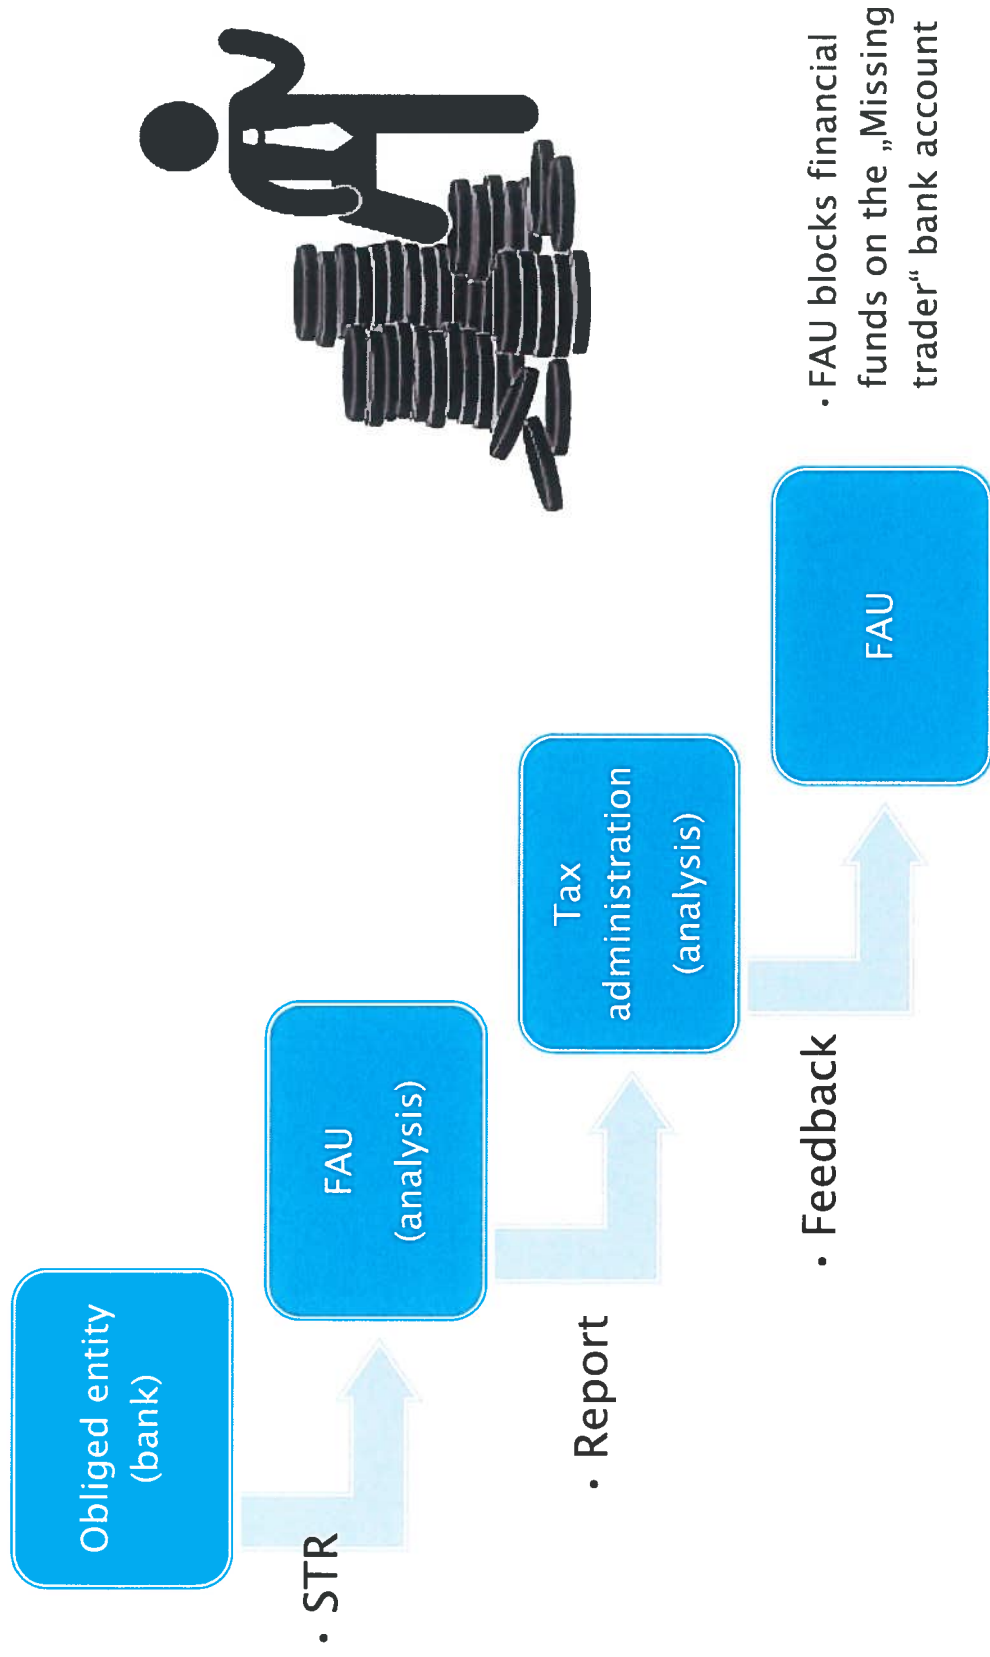 Obliged entity
(bank)
• STR
FAU
(analysis)
• Report
Tax
administration
(analysis)
• Feedback
FAU
• FAU blocks financial
funds on the „Missing
trader“ bank account